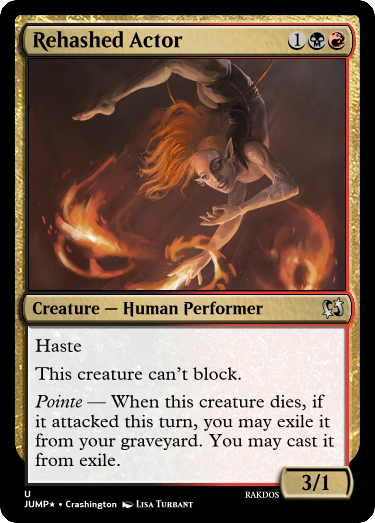 Rehashed Actor 1
Creature — Human Performer
Haste
This creature can't block.
Pointe — When this creature dies, if
it attacked this turn, you may exile it
from your graveyard. You may cast it
from exile.
3/1
U
RAKDOS
JUMP★ • Crashington Lisa Turbant